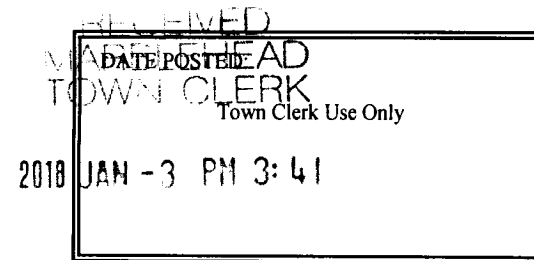 RECEIVED
MARBLEHEAD
DATE POSTED:
TOWN CLERK
Town Clerk Use Only
2018 JAN -3 PM 3:41